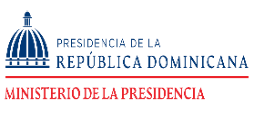 PRESIDENCIA DE LA
REPÚBLICA DOMINICANA
MINISTERIO DE LA PRESIDENCIA